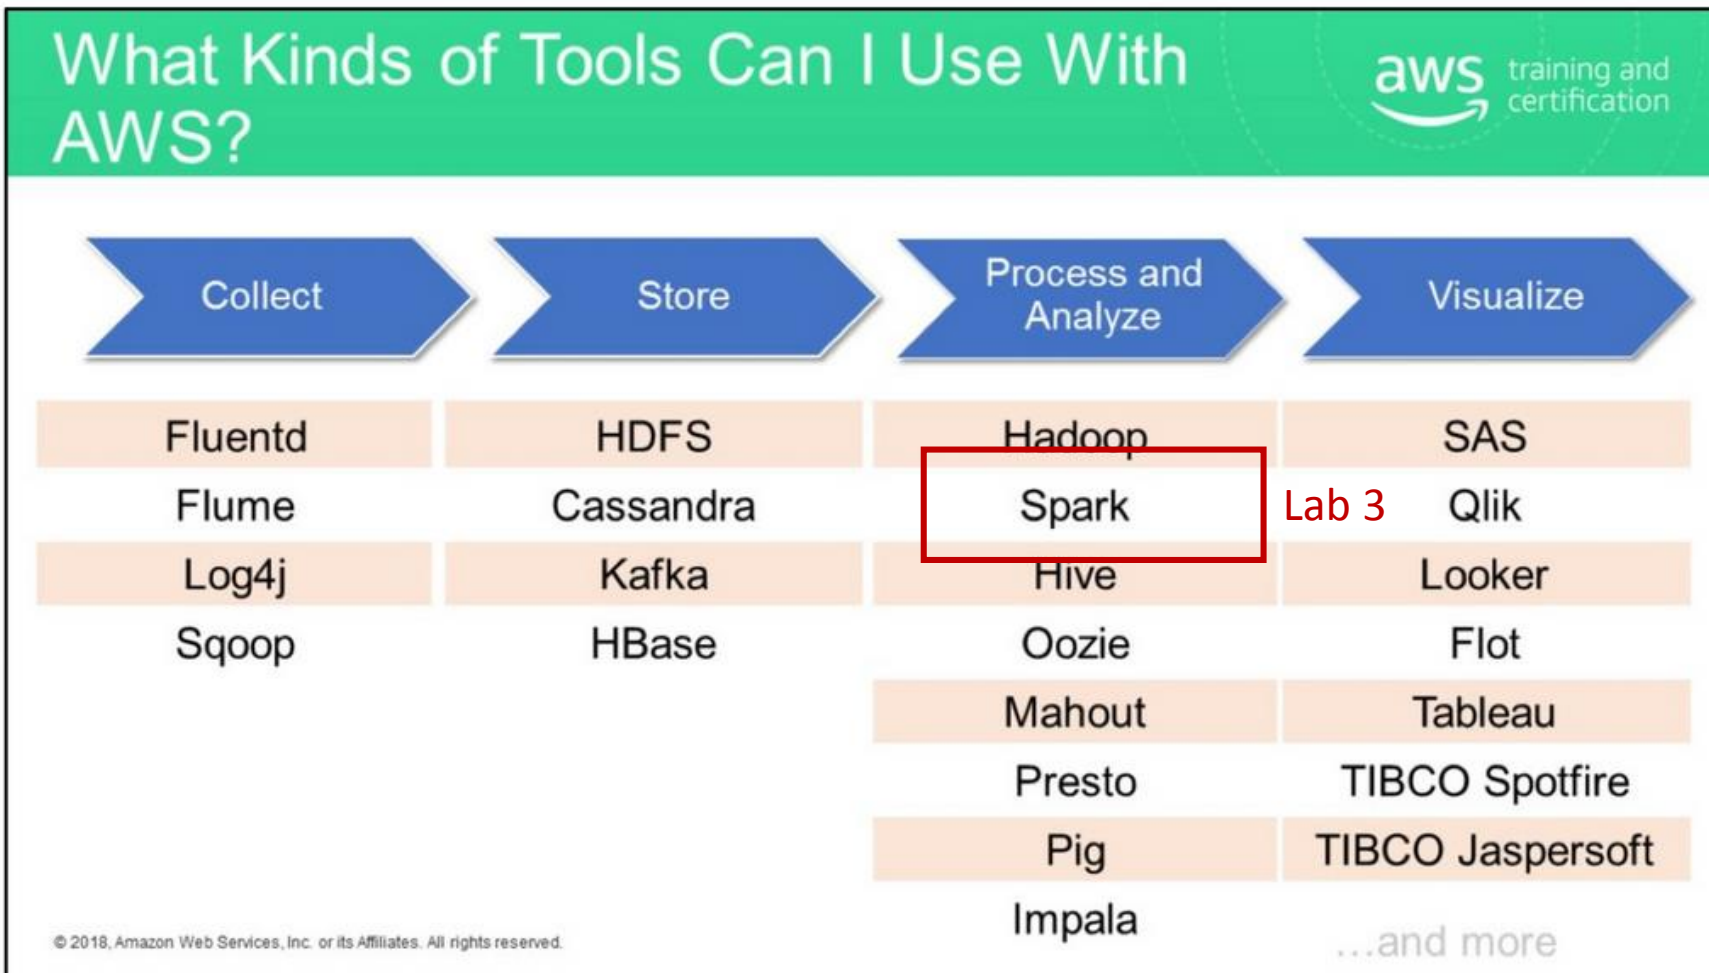 What Kinds of Tools Can I Use With
AWS?
aws training and
certification
Collect
Store
Process and
Analyze
Visualize
Fluentd HDFS Hadoop SAS
Flume Cassandra Spark Lab 3 Qlik
Log4j Kafka Hive Looker
Sqoop HBase Oozie Flot
Mahout Tableau
Presto TIBCO Spotfire
Pig TIBCO Jaspersoft
Impala
...and more
© 2018, Amazon Web Services, Inc. or its Affiliates. All rights reserved.